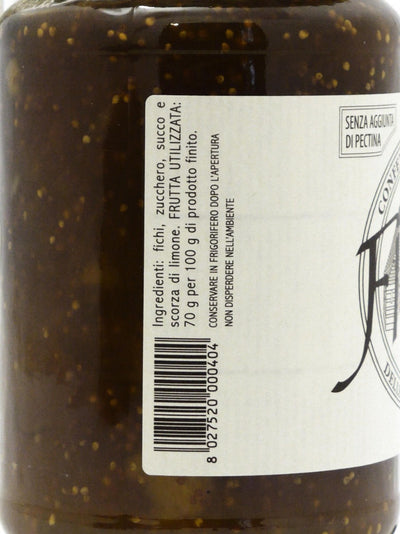 Ingredienti: fichi, zucchero, succo e
scorza di limone. FRUTTA UTILIZZATA:
70 g per 100 g di prodotto finito.
CONSERVARE IN FRIGORIFERO DOPO L'APERTURA
NON DISPERDERE NELL'AMBIENTE
8 027520 000404
SENZA AGGIUNTA
DI PECTINA